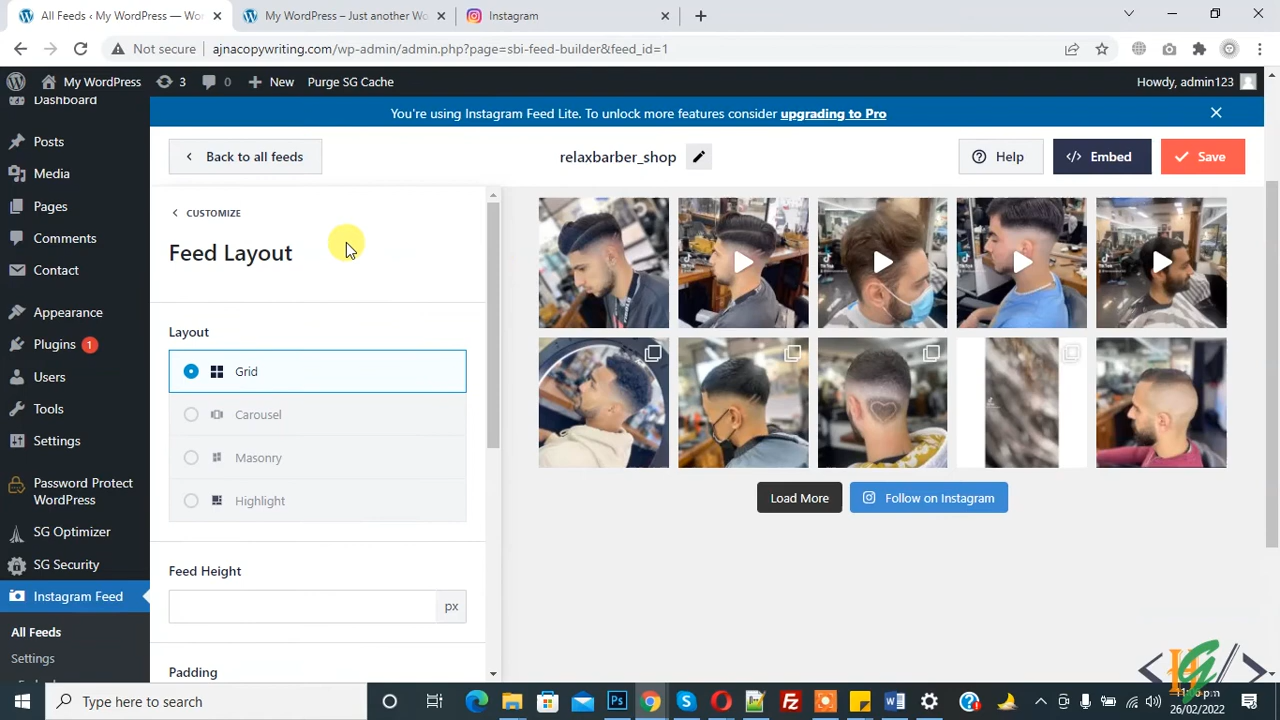 All Feeds ‹ My WordPress — Wo
My WordPress – Just another Wo
Instagram
Not secure
ajnacopywriting.com/wp-admin/admin.php?page=sbi-feed-builder&feed_id=1
My WordPress
3
0
New
Purge SG Cache
Howdy, admin123
You're using Instagram Feed Lite. To unlock more features consider upgrading to Pro
Dashboard
Posts
Media
Pages
Comments
Contact
Appearance
Plugins 1
Users
Tools
Settings
Password Protect
WordPress
SG Optimizer
SG Security
Instagram Feed
All Feeds
Settings
Back to all feeds
relaxbarber_shop
Help
Embed
Save
CUSTOMIZE
Feed Layout
Layout
Grid
Carousel
Masonry
Highlight
Feed Height
px
Padding
Load More
Follow on Instagram
Type here to search
26/02/2022